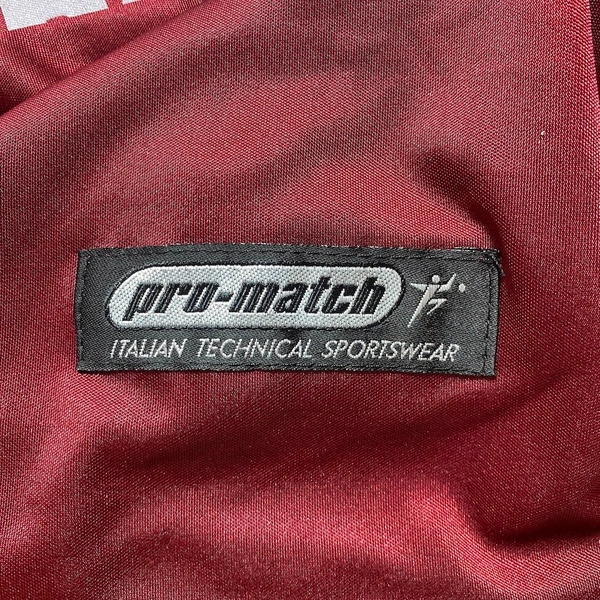 pro-match
ITALIAN TECHNICAL SPORTSWEAR